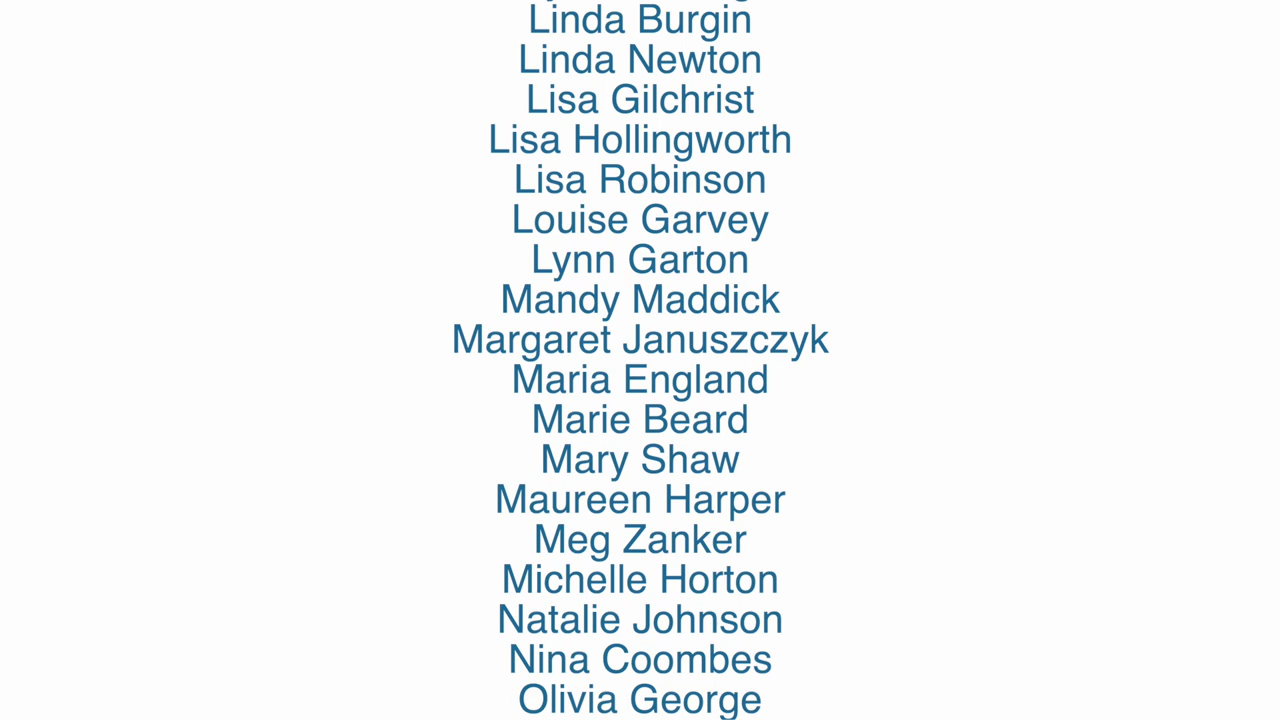 Linda Burgin
Linda Newton
Lisa Gilchrist
Lisa Hollingworth
Lisa Robinson
Louise Garvey
Lynn Garton
Mandy Maddick
Margaret Januszczyk
Maria England
Marie Beard
Mary Shaw
Maureen Harper
Meg Zanker
Michelle Horton
Natalie Johnson
Nina Coombes
Olivia George